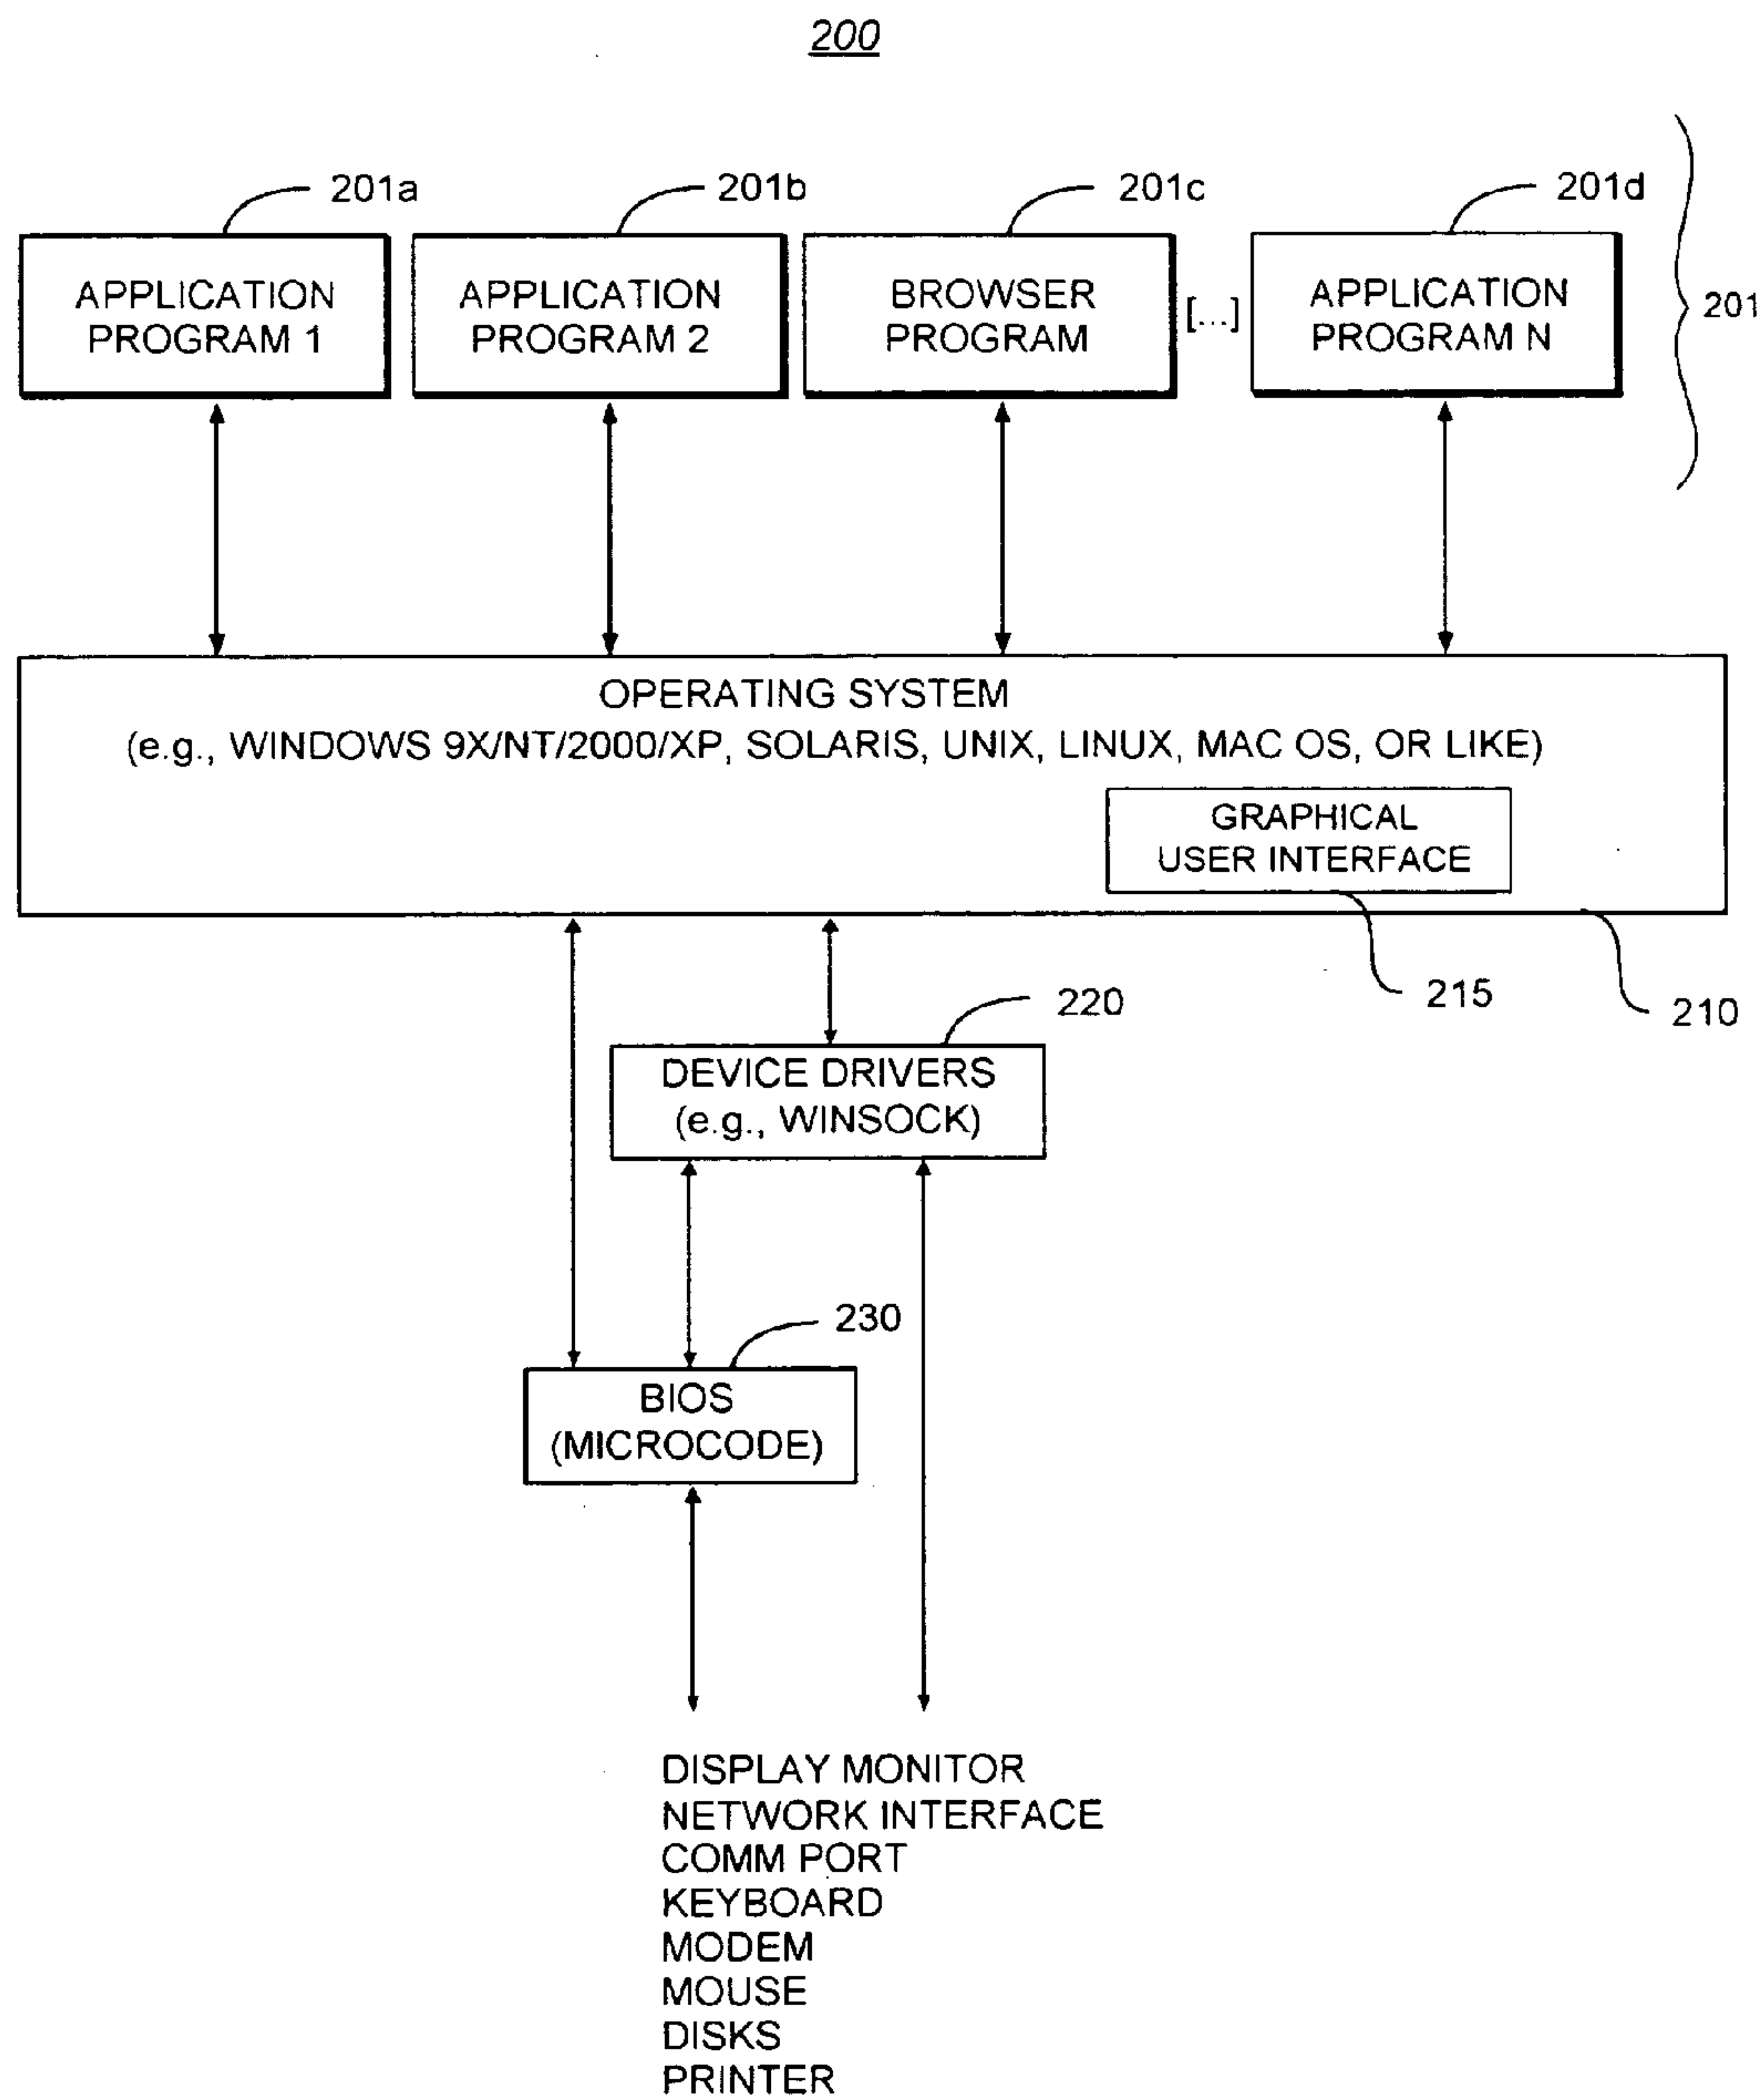 200
201a
201b
201c
201d
201
APPLICATION
PROGRAM 1
APPLICATION
PROGRAM 2
BROWSER
PROGRAM
[...]
APPLICATION
PROGRAM N
OPERATING SYSTEM
(e.g., WINDOWS 9X/NT/2000/XP, SOLARIS, UNIX, LINUX, MAC OS, OR LIKE)
GRAPHICAL
USER INTERFACE
215
210
220
DEVICE DRIVERS
(e.g., WINSOCK)
230
BIOS
(MICROCODE)
DISPLAY MONITOR
NETWORK INTERFACE
COMM PORT
KEYBOARD
MODEM
MOUSE
DISKS
PRINTER